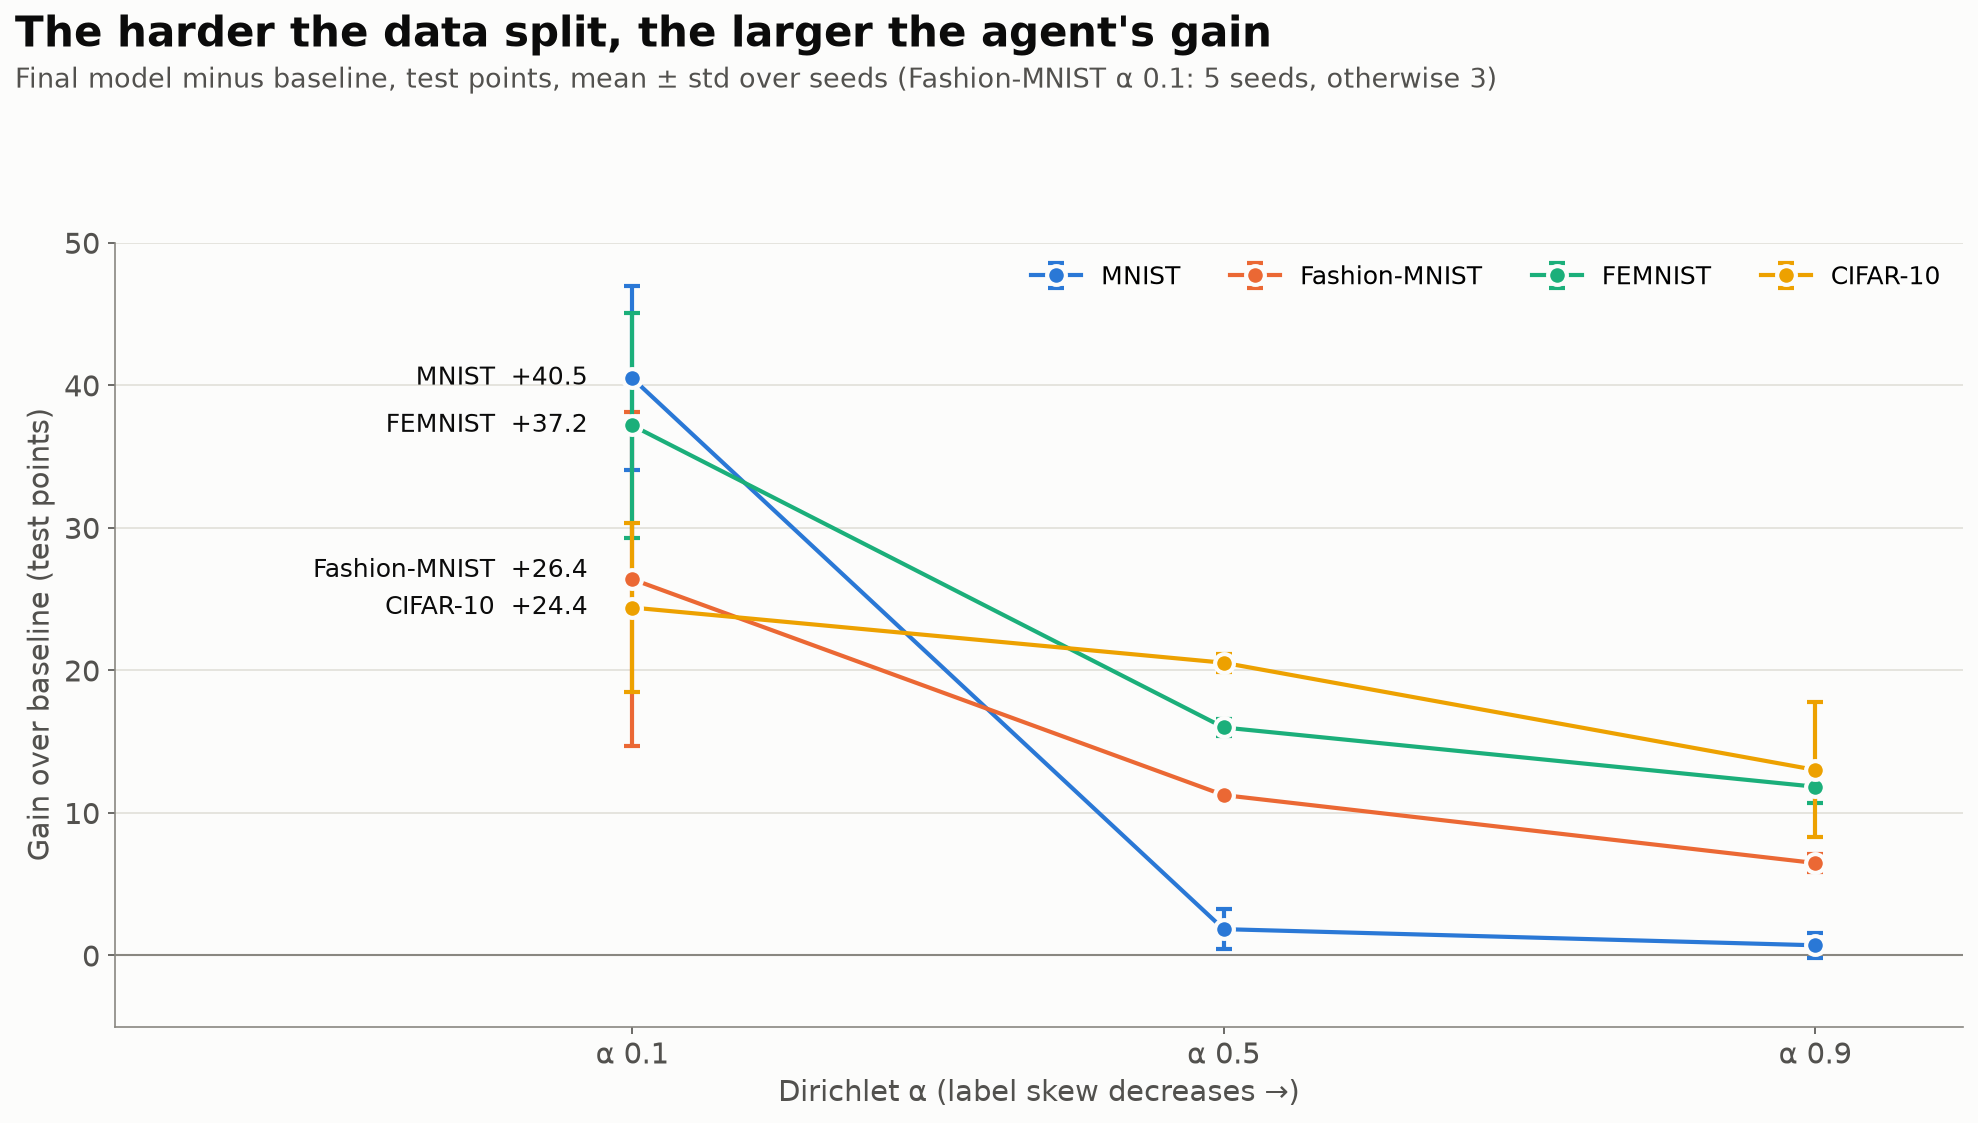 The harder the data split, the larger the agent's gain
Final model minus baseline, test points, mean ± std over seeds (Fashion-MNIST α 0.1: 5 seeds, otherwise 3)
MNIST
Fashion-MNIST
FEMNIST
CIFAR-10
Gain over baseline (test points)
50
40
30
20
10
0
MNIST +40.5
FEMNIST +37.2
Fashion-MNIST +26.4
CIFAR-10 +24.4
α 0.1
α 0.5
α 0.9
Dirichlet α (label skew decreases →)